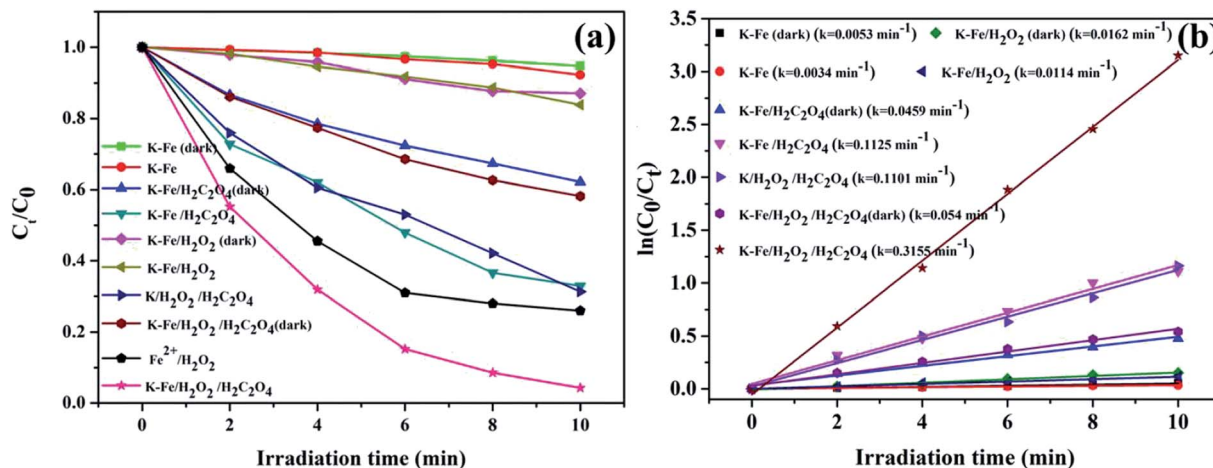 (a)
1.0
0.8
0.6
0.4
0.2
0.0
Cₜ/C₀
K-Fe (dark)
K-Fe
K-Fe/H₂C₂O₄(dark)
K-Fe /H₂C₂O₄
K-Fe/H₂O₂ (dark)
K-Fe/H₂O₂
K/H₂O₂ /H₂C₂O₄
K-Fe/H₂O₂ /H₂C₂O₄(dark)
Fe²⁺/H₂O₂
K-Fe/H₂O₂ /H₂C₂O₄
0 2 4 6 8 10
Irradiation time (min)
(b)
3.5
3.0
2.5
2.0
1.5
1.0
0.5
0.0
ln(C₀/Cₜ)
K-Fe (dark) (k=0.0053 min⁻¹)
K-Fe/H₂O₂ (dark) (k=0.0162 min⁻¹)
K-Fe (k=0.0034 min⁻¹)
K-Fe/H₂O₂ (k=0.0114 min⁻¹)
K-Fe/H₂C₂O₄(dark) (k=0.0459 min⁻¹)
K-Fe /H₂C₂O₄ (k=0.1125 min⁻¹)
K/H₂O₂ /H₂C₂O₄ (k=0.1101 min⁻¹)
K-Fe/H₂O₂ /H₂C₂O₄(dark) (k=0.054 min⁻¹)
K-Fe/H₂O₂ /H₂C₂O₄ (k=0.3155 min⁻¹)
0 2 4 6 8 10
Irradiation time (min)